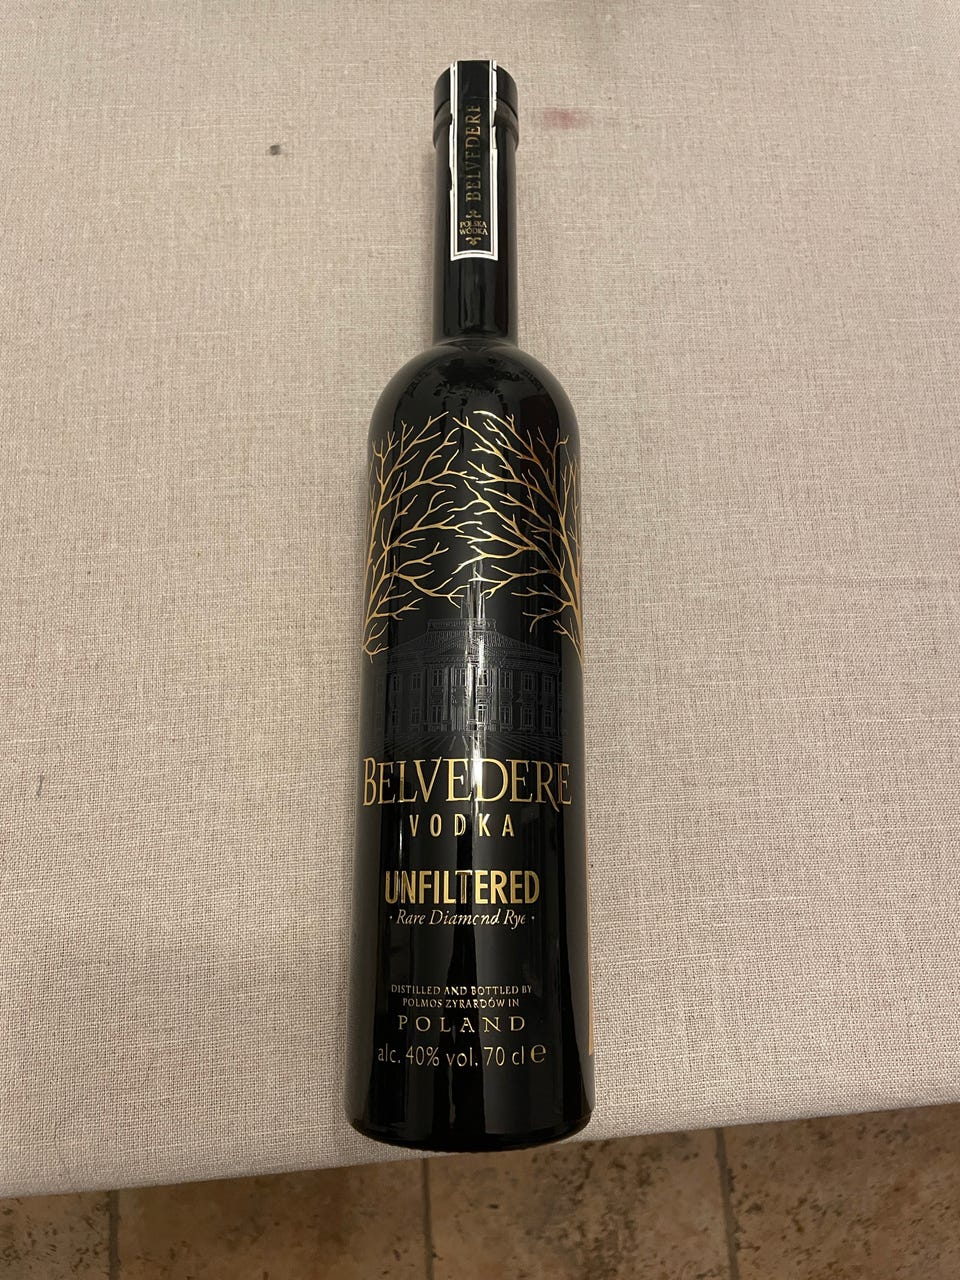 BELVEDERE
POLSKA
WÓDKA
BELVEDERE
VODKA
UNFILTERED
· Rare Diamond Rye ·
DISTILLED AND BOTTLED BY
POLMOS ŻYRARDÓW IN
POLAND
alc. 40% vol. 70 cl e